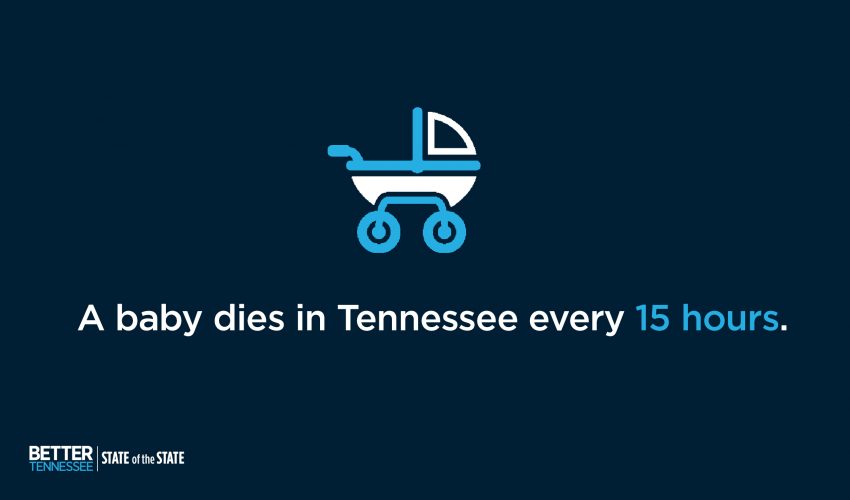 A baby dies in Tennessee every 15 hours.
BETTER
TENNESSEE
STATE of the STATE